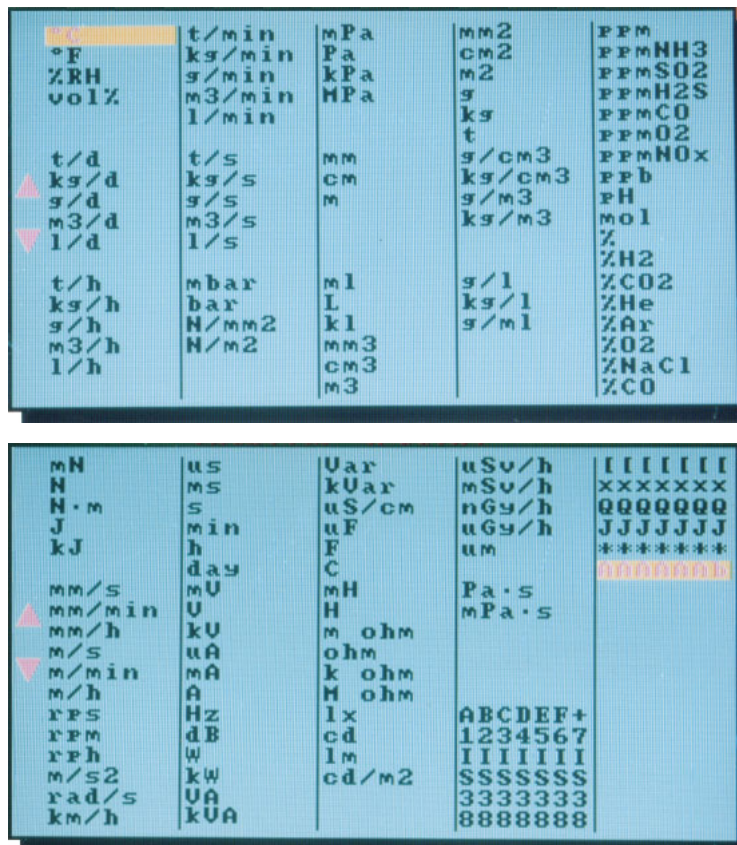 °C
°F
%RH
vol%
t/d
kg/d
g/d
m3/d
l/d
t/h
kg/h
g/h
m3/h
l/h
t/min
kg/min
g/min
m3/min
l/min
t/s
kg/s
g/s
m3/s
l/s
mbar
bar
N/mm2
N/m2
mPa
Pa
kPa
MPa
mm
cm
m
ml
L
kl
mm3
cm3
m3
mm2
cm2
m2
g
kg
t
g/cm3
kg/cm3
g/m3
kg/m3
g/l
kg/l
g/ml
ppm
ppmNH3
ppmSO2
ppmH2S
ppmCO
ppmO2
ppmNOx
ppb
pH
mol
%
%H2
%CO2
%He
%Ar
%O2
%NaCl
%CO
mN
N
N·m
J
kJ
mm/s
mm/min
mm/h
m/s
m/min
m/h
rps
rpm
rph
m/s2
rad/s
km/h
us
ms
s
min
h
day
mV
V
kV
uA
mA
A
Hz
dB
W
kW
VA
kVA
Var
kVar
uS/cm
uF
F
C
mH
H
m ohm
ohm
k ohm
M ohm
lx
cd
lm
cd/m2
uSv/h
mSv/h
nGy/h
uGy/h
um
Pa·s
mPa·s
ABCDEF+
1234567
IIIIIII
SSSSSSS
3333333
8888888
[[[[[[[
×××××××
QQQQQQQ
JJJJJJJ
*******